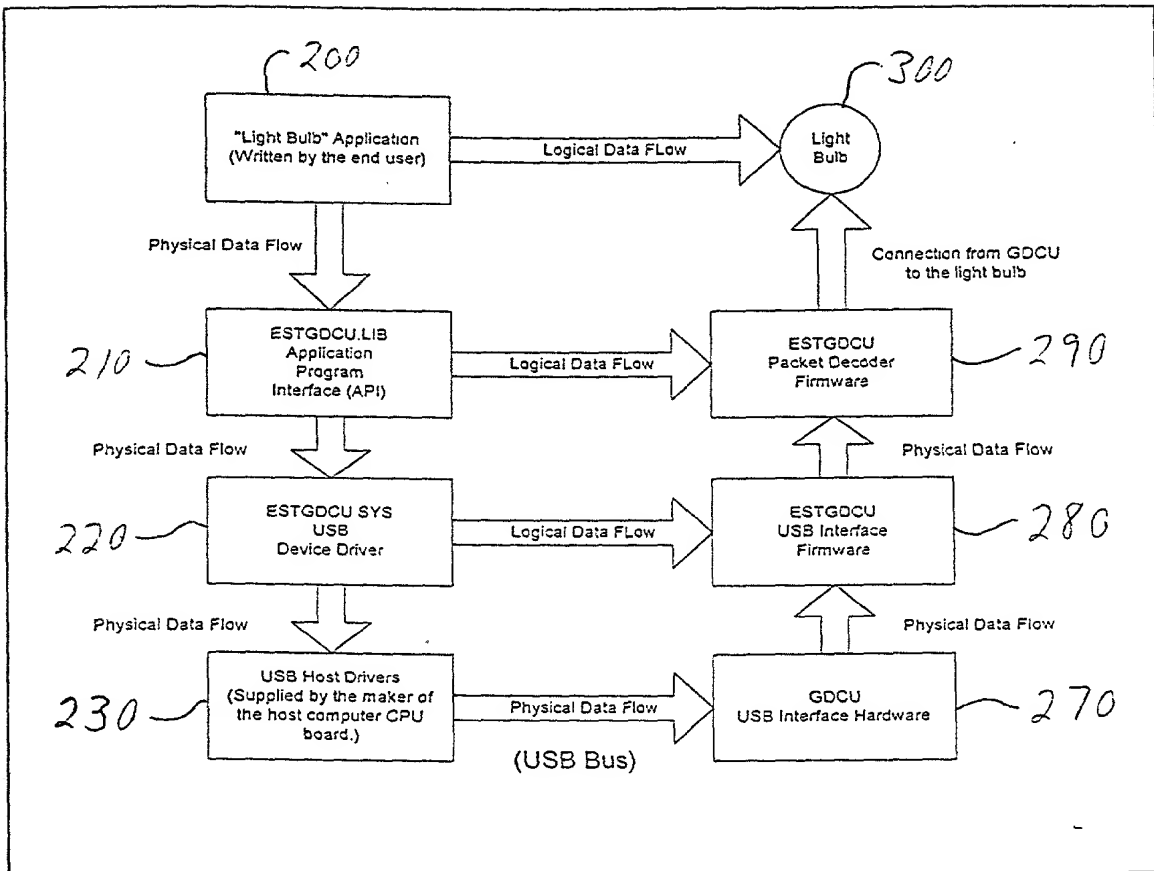 200
300
"Light Bulb" Application
(Written by the end user)
Logical Data FLow
Light
Bulb
Physical Data Flow
Connection from GDCU
to the light bulb
210
ESTGDCU.LIB
Application
Program
Interface (API)
Logical Data FLow
ESTGDCU
Packet Decoder
Firmware
290
Physical Data Flow
Physical Data Flow
220
ESTGDCU SYS
USB
Device Driver
Logical Data FLow
ESTGDCU
USB Interface
Firmware
280
Physical Data Flow
Physical Data Flow
230
USB Host Drivers
(Supplied by the maker of
the host computer CPU
board.)
Physical Data Flow
GDCU
USB Interface Hardware
270
(USB Bus)